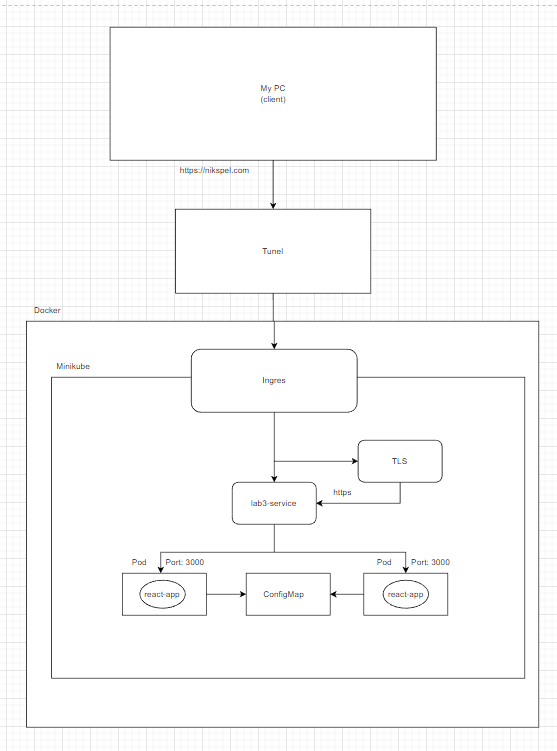 My PC
(client)
https://nikspel.com
Tunel
Docker
Minikube
Ingres
TLS
https
lab3-service
Pod
Port: 3000
Pod
Port: 3000
react-app
ConfigMap
react-app